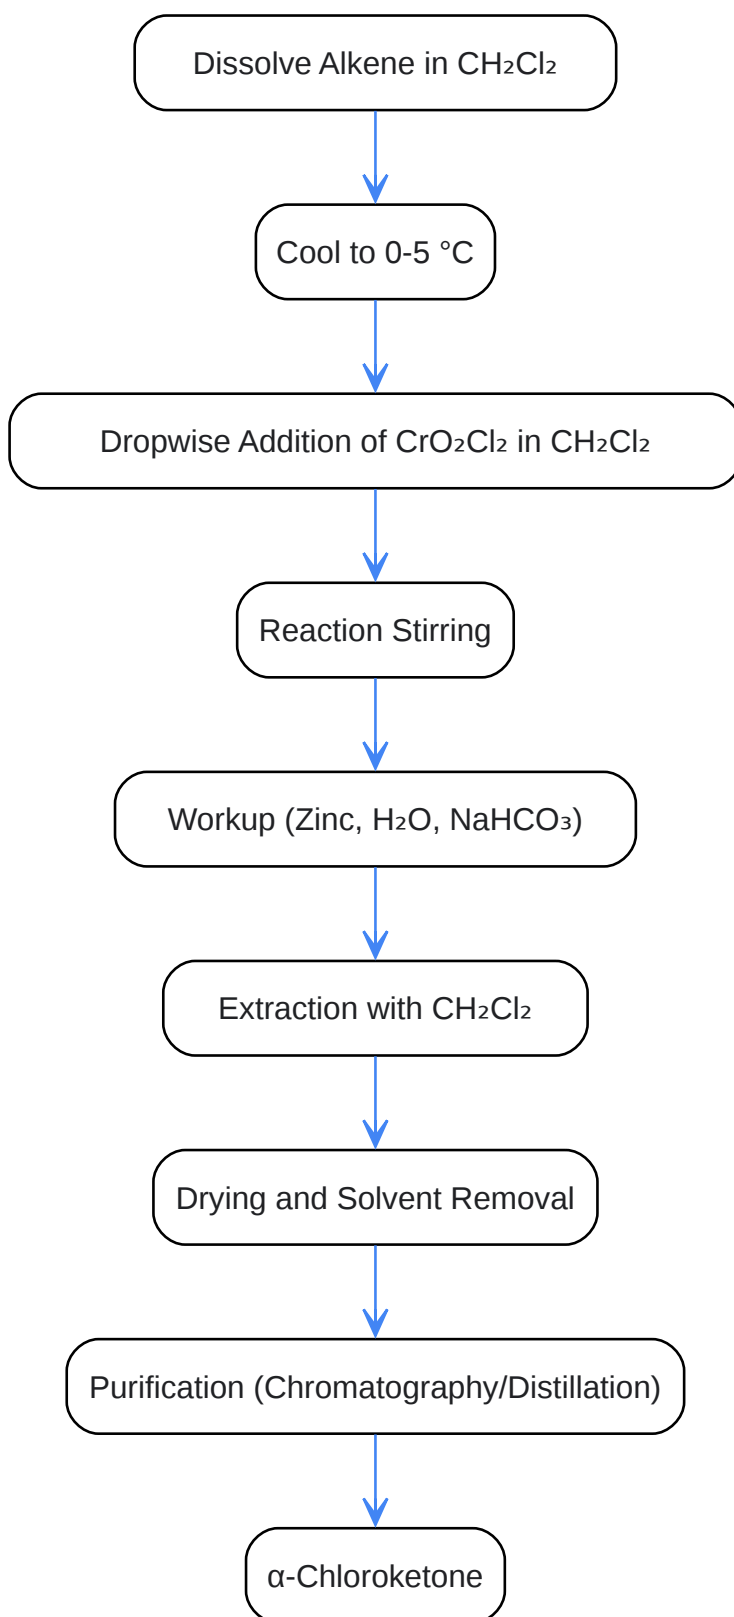 Dissolve Alkene in CH₂Cl₂
Cool to 0-5 °C
Dropwise Addition of CrO₂Cl₂ in CH₂Cl₂
Reaction Stirring
Workup (Zinc, H₂O, NaHCO₃)
Extraction with CH₂Cl₂
Drying and Solvent Removal
Purification (Chromatography/Distillation)
α-Chloroketone